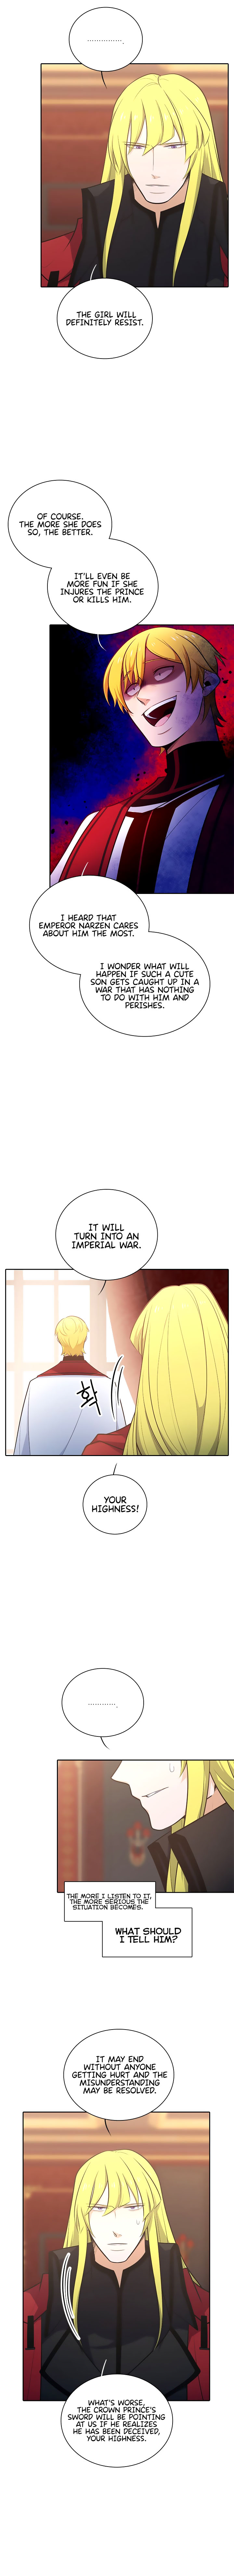 ................
THE GIRL WILL
DEFINITELY RESIST.
OF COURSE.
THE MORE SHE DOES
SO, THE BETTER.
IT'LL EVEN BE
MORE FUN IF SHE
INJURES THE PRINCE
OR KILLS HIM.
I HEARD THAT
EMPEROR NARZEN CARES
ABOUT HIM THE MOST.
I WONDER WHAT WILL
HAPPEN IF SUCH A CUTE
SON GETS CAUGHT UP IN A
WAR THAT HAS NOTHING
TO DO WITH HIM AND
PERISHES.
IT WILL
TURN INTO AN
IMPERIAL WAR.
확
YOUR
HIGHNESS!
.............
THE MORE I LISTEN TO IT,
THE MORE SERIOUS THE
SITUATION BECOMES.
WHAT SHOULD
I TELL HIM?
IT MAY END
WITHOUT ANYONE
GETTING HURT AND THE
MISUNDERSTANDING
MAY BE RESOLVED.
WHAT'S WORSE,
THE CROWN PRINCE'S
SWORD WILL BE POINTING
AT US IF HE REALIZES
HE HAS BEEN DECEIVED,
YOUR HIGHNESS.